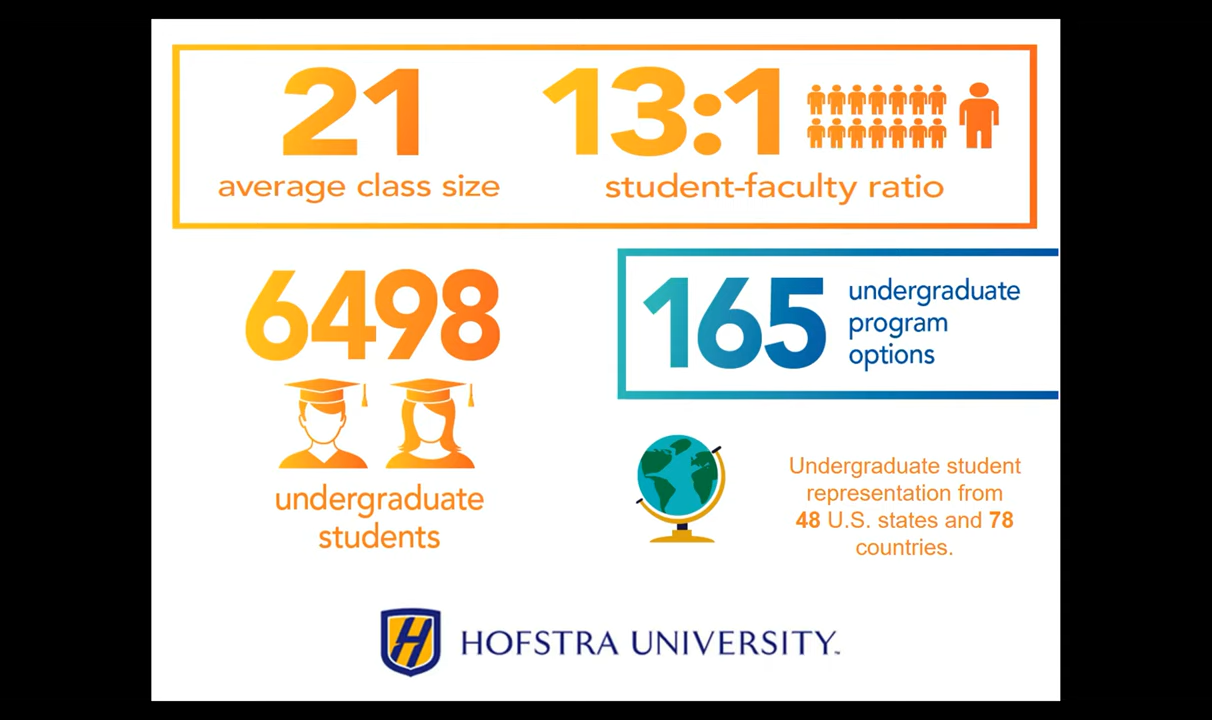 21
average class size
13:1
student-faculty ratio
6498
undergraduate
students
165
undergraduate
program
options
Undergraduate student
representation from
48 U.S. states and 78
countries.
H
HOFSTRA UNIVERSITY™